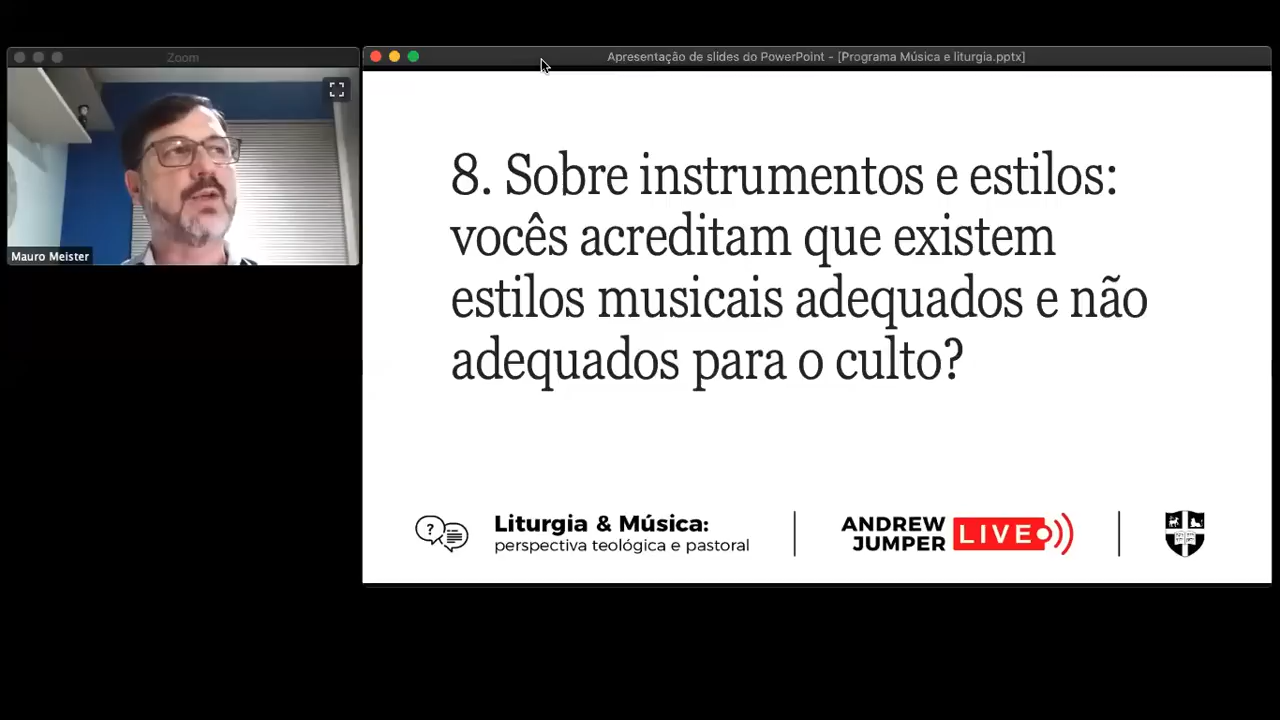 Zoom
Mauro Meister
Apresentação de slides do PowerPoint - [Programa Música e liturgia.pptx]
8. Sobre instrumentos e estilos:
vocês acreditam que existem
estilos musicais adequados e não
adequados para o culto?
?
Liturgia & Música:
perspectiva teológica e pastoral
ANDREW
JUMPER
LIVE